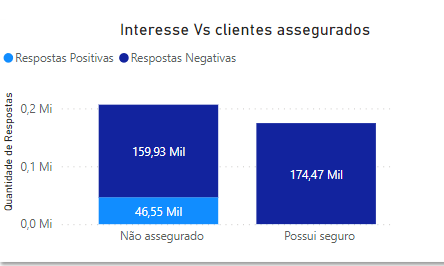 Interesse Vs clientes assegurados
Respostas Positivas Respostas Negativas
Quantidade de Respostas
0,2 Mi
0,1 Mi
0,0 Mi
159,93 Mil
174,47 Mil
46,55 Mil
Não assegurado Possui seguro